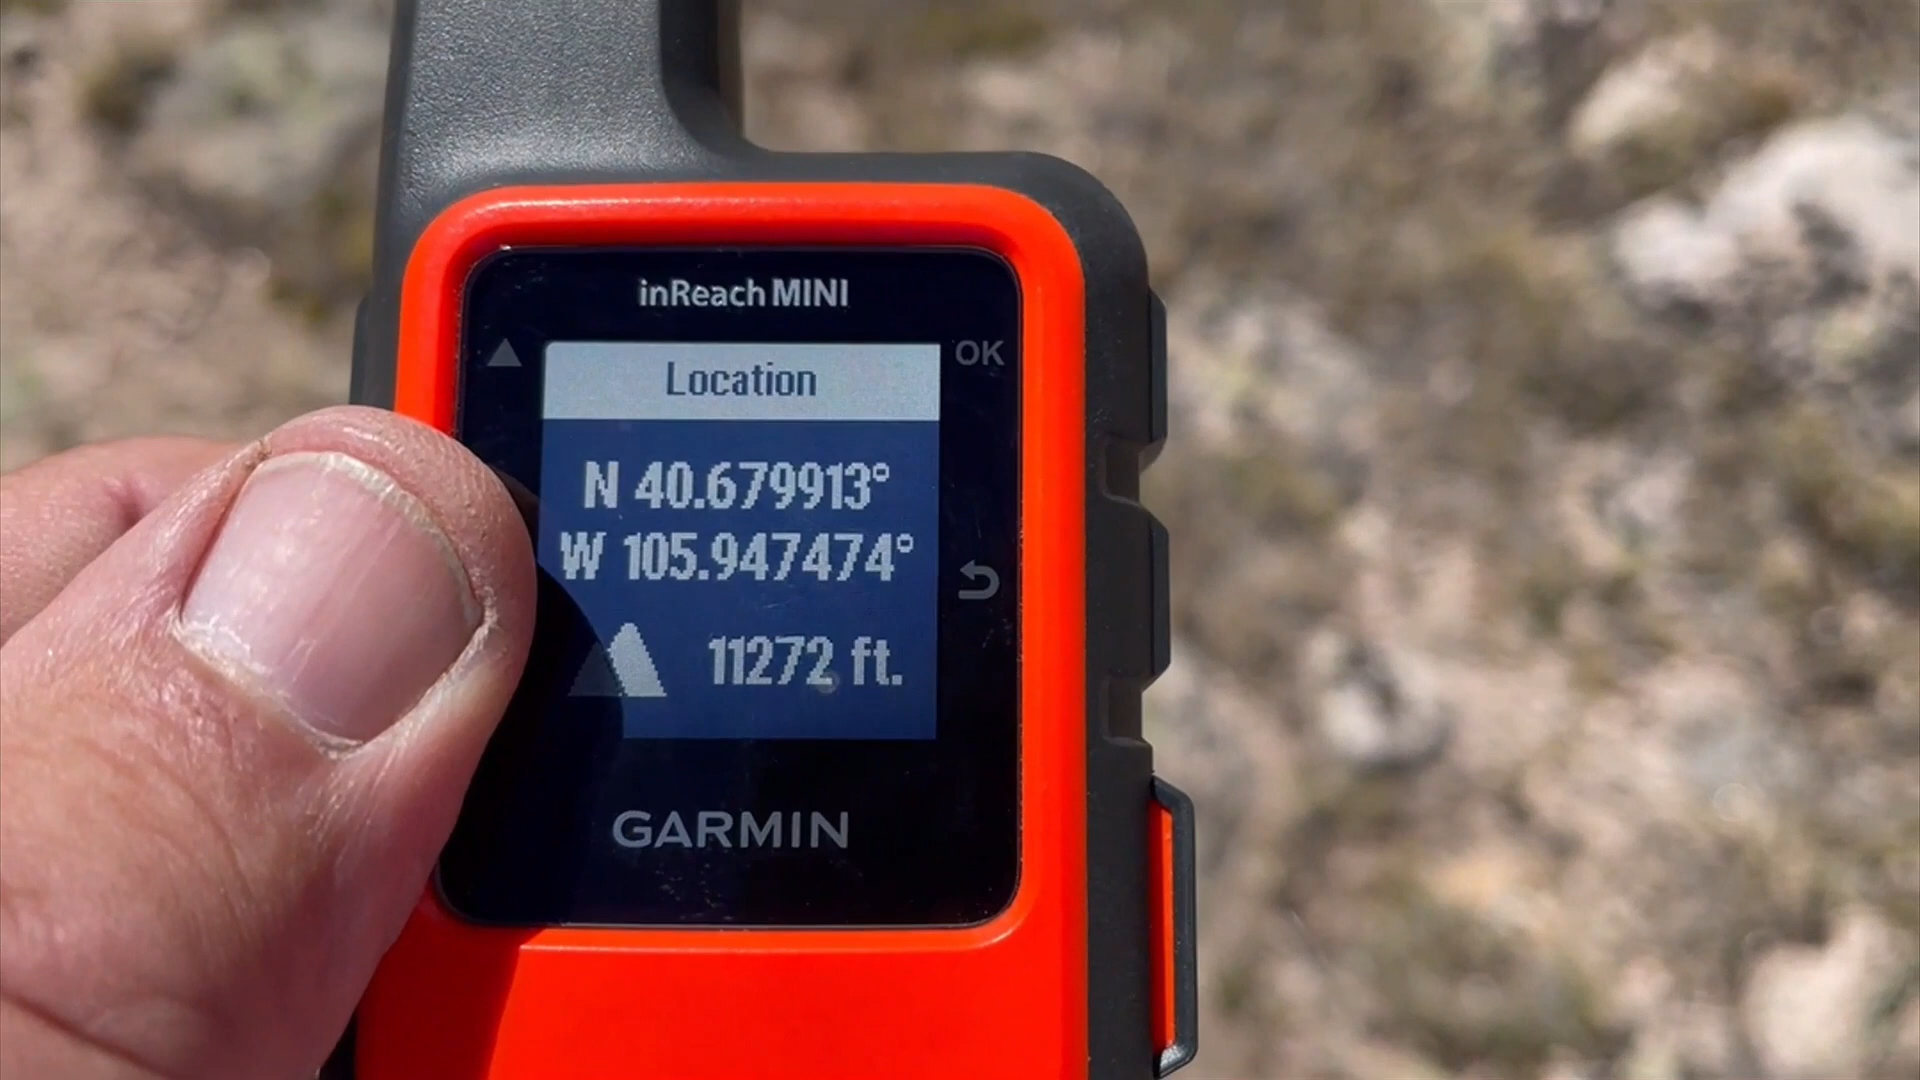 inReach MINI
OK
Location
N 40.679913°
W 105.947474°
11272 ft.
GARMIN